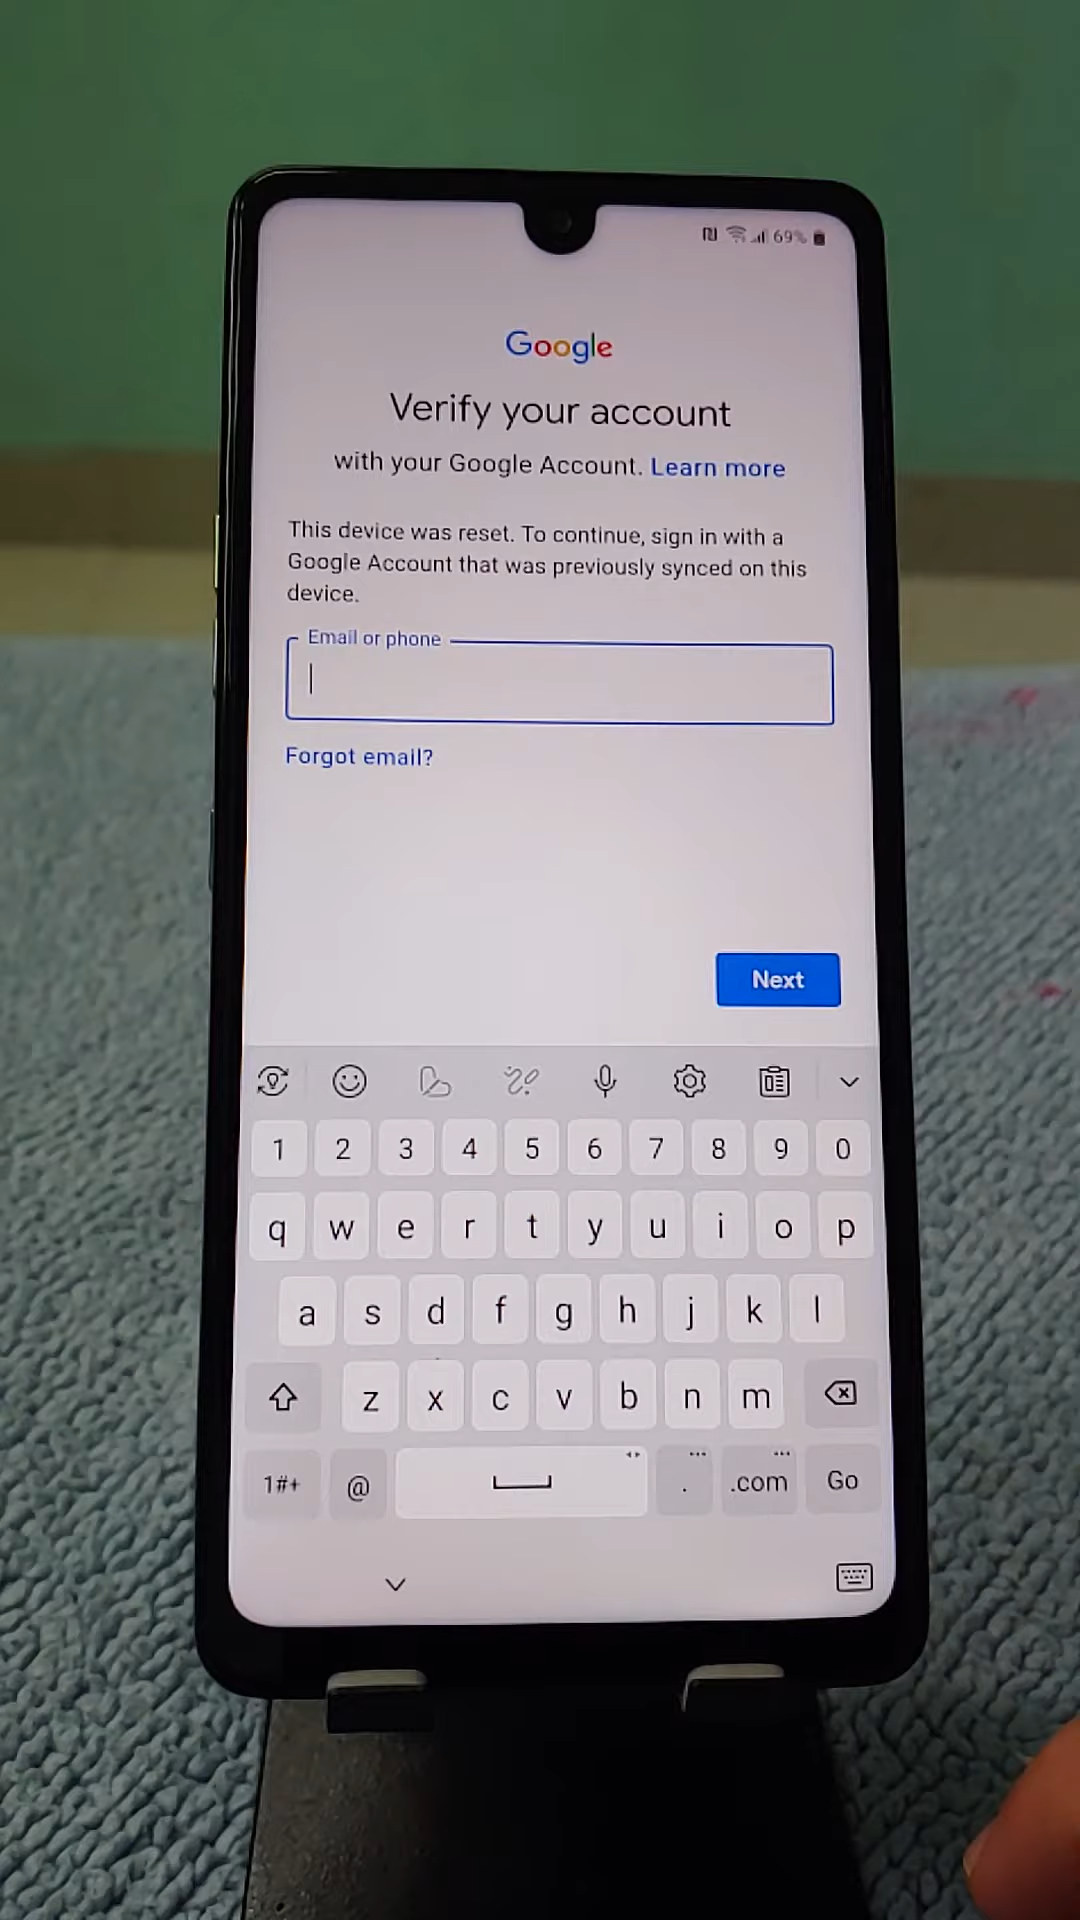 69%
Google
Verify your account
with your Google Account. Learn more
This device was reset. To continue, sign in with a
Google Account that was previously synced on this
device.
Email or phone
Forgot email?
Next
1 2 3 4 5 6 7 8 9 0
q w e r t y u i o p
a s d f g h j k l
z x c v b n m
1#+ @ . .com Go